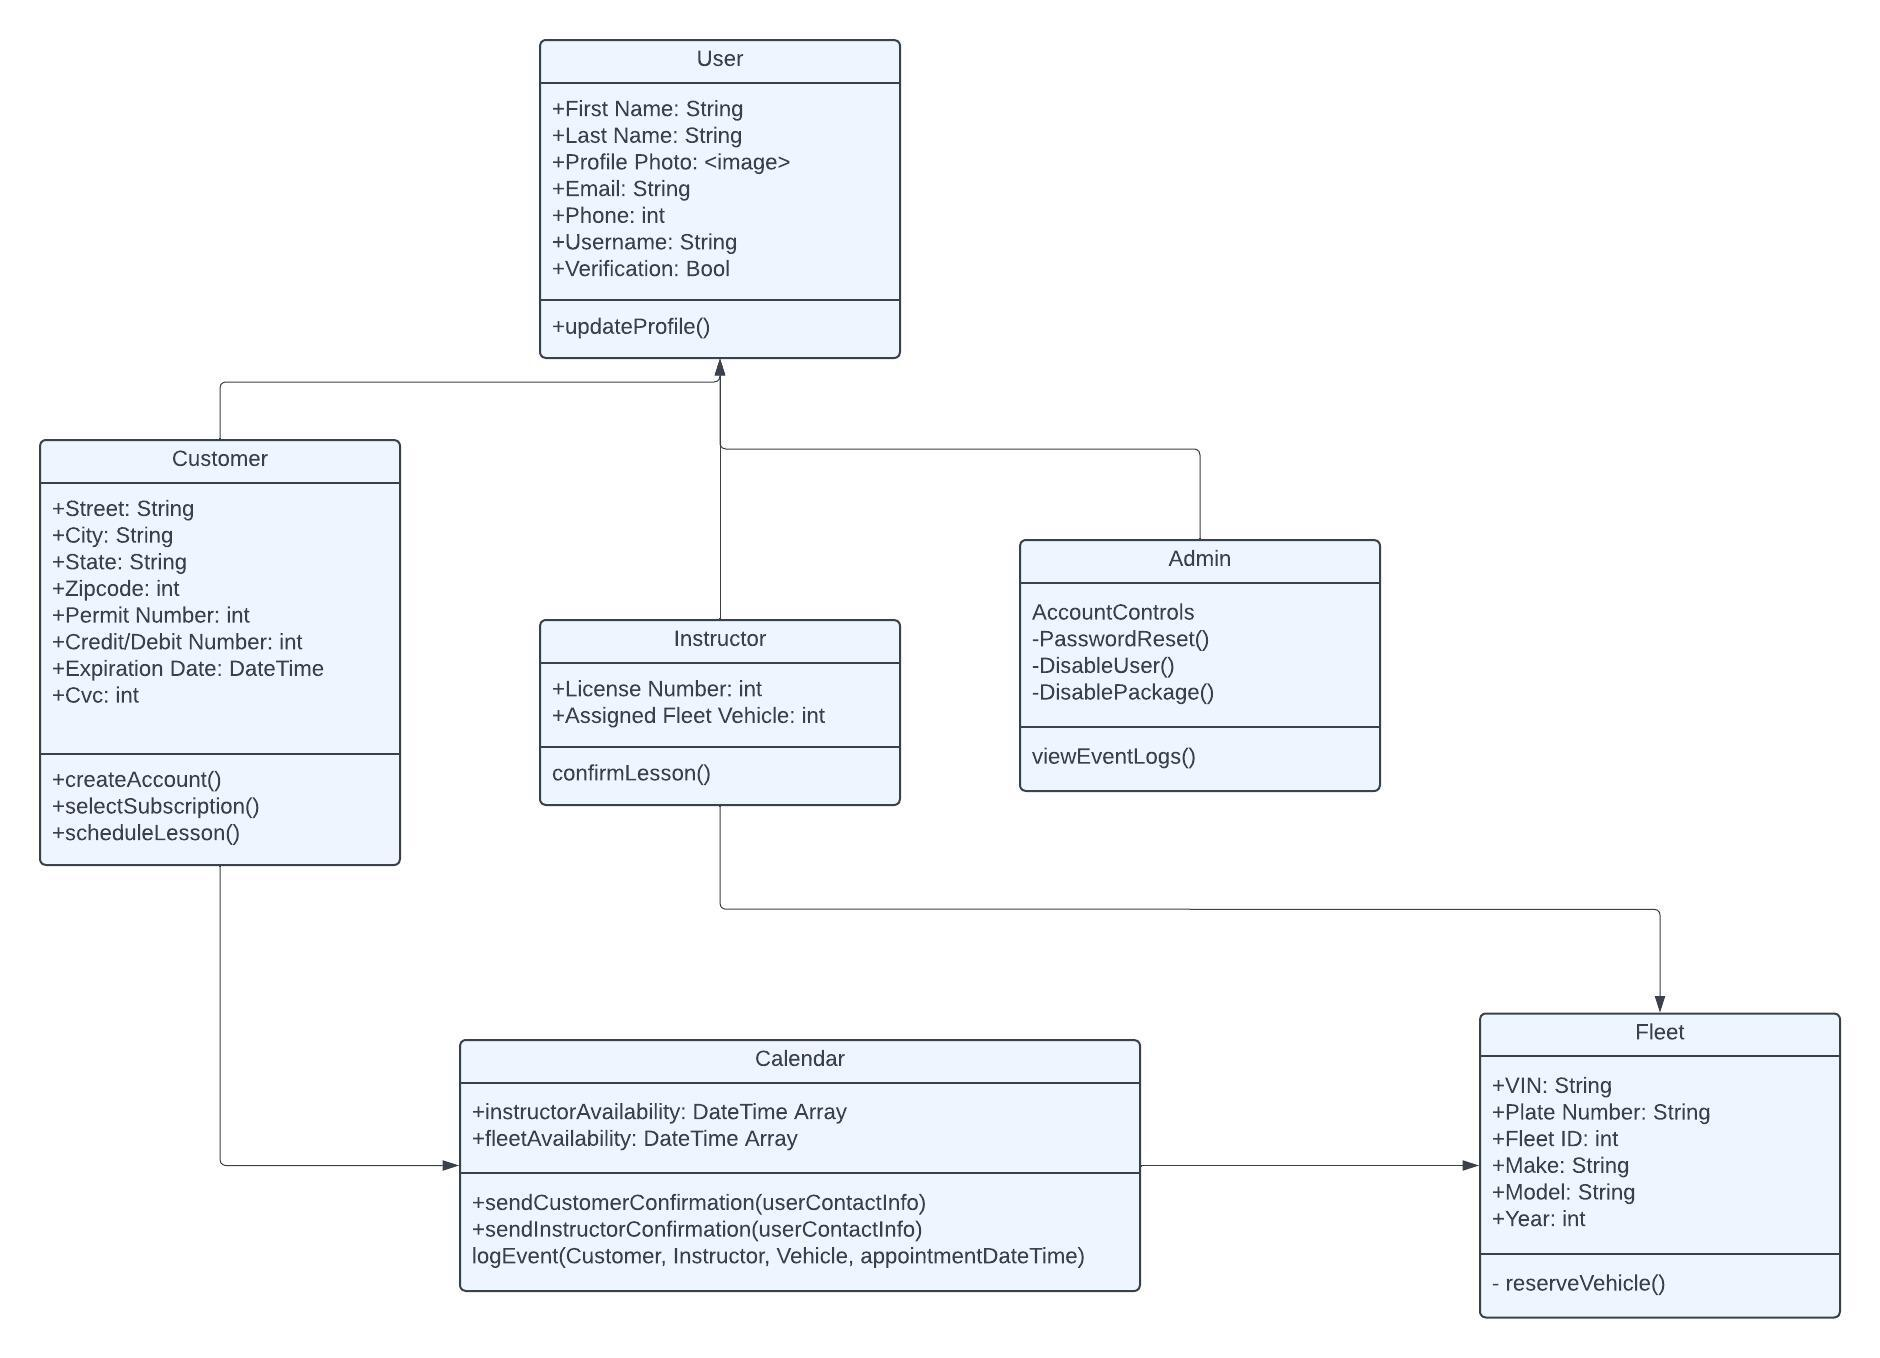 User
+First Name: String
+Last Name: String
+Profile Photo: <image>
+Email: String
+Phone: int
+Username: String
+Verification: Bool
+updateProfile()
Customer
+Street: String
+City: String
+State: String
+Zipcode: int
+Permit Number: int
+Credit/Debit Number: int
+Expiration Date: DateTime
+Cvc: int
+createAccount()
+selectSubscription()
+scheduleLesson()
Instructor
+License Number: int
+Assigned Fleet Vehicle: int
confirmLesson()
Admin
AccountControls
-PasswordReset()
-DisableUser()
-DisablePackage()
viewEventLogs()
Calendar
+instructorAvailability: DateTime Array
+fleetAvailability: DateTime Array
+sendCustomerConfirmation(userContactInfo)
+sendInstructorConfirmation(userContactInfo)
logEvent(Customer, Instructor, Vehicle, appointmentDateTime)
Fleet
+VIN: String
+Plate Number: String
+Fleet ID: int
+Make: String
+Model: String
+Year: int
- reserveVehicle()